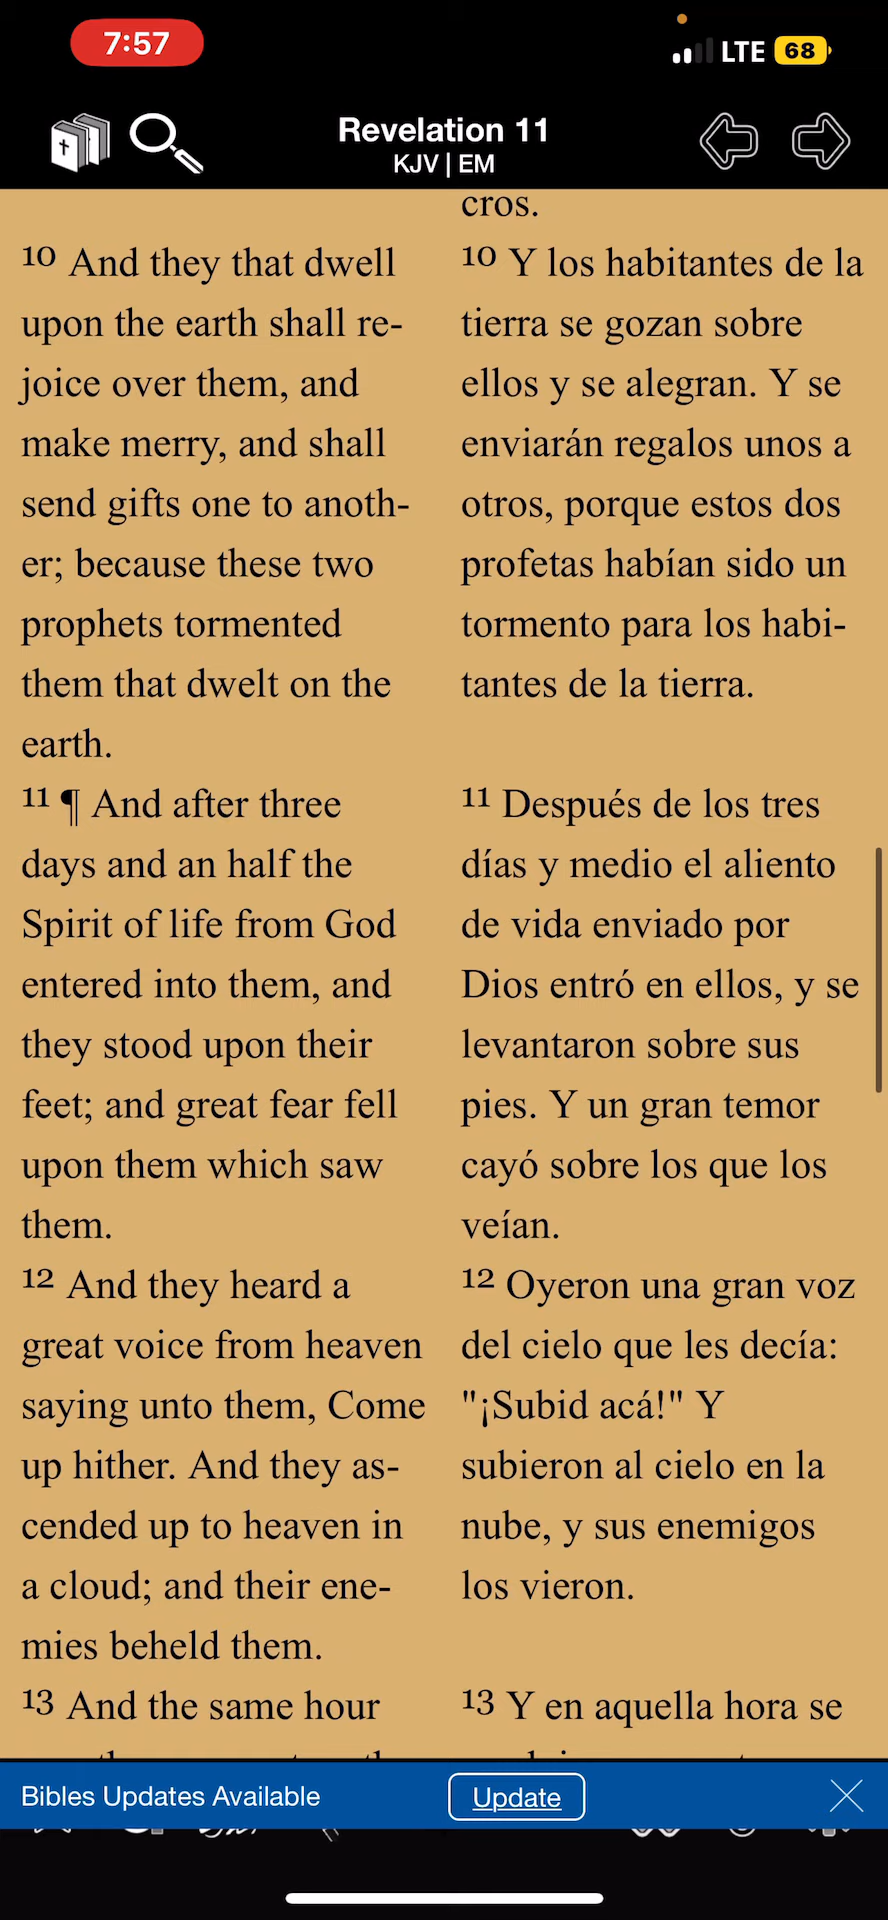 7:57
LTE 68
Revelation 11
KJV | EM
10 And they that dwell
upon the earth shall re-
joice over them, and
make merry, and shall
send gifts one to anoth-
er; because these two
prophets tormented
them that dwelt on the
earth.
11 ¶ And after three
days and an half the
Spirit of life from God
entered into them, and
they stood upon their
feet; and great fear fell
upon them which saw
them.
12 And they heard a
great voice from heaven
saying unto them, Come
up hither. And they as-
cended up to heaven in
a cloud; and their ene-
mies beheld them.
13 And the same hour
cros.
10 Y los habitantes de la
tierra se gozan sobre
ellos y se alegran. Y se
enviarán regalos unos a
otros, porque estos dos
profetas habían sido un
tormento para los habi-
tantes de la tierra.
11 Después de los tres
días y medio el aliento
de vida enviado por
Dios entró en ellos, y se
levantaron sobre sus
pies. Y un gran temor
cayó sobre los que los
veían.
12 Oyeron una gran voz
del cielo que les decía:
"¡Subid acá!" Y
subieron al cielo en la
nube, y sus enemigos
los vieron.
13 Y en aquella hora se
Bibles Updates Available
Update